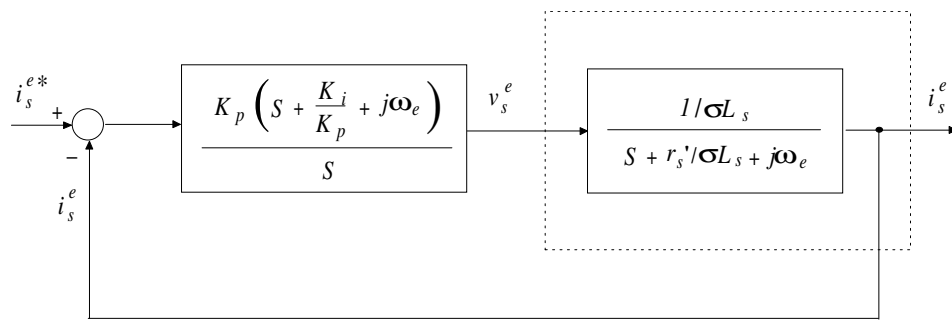 i_s^{e*}
+
−
i_s^e
K_p ( S + K_i / K_p + jω_e )
S
v_s^e
1/σL_s
S + r_s'/σL_s + jω_e
i_s^e